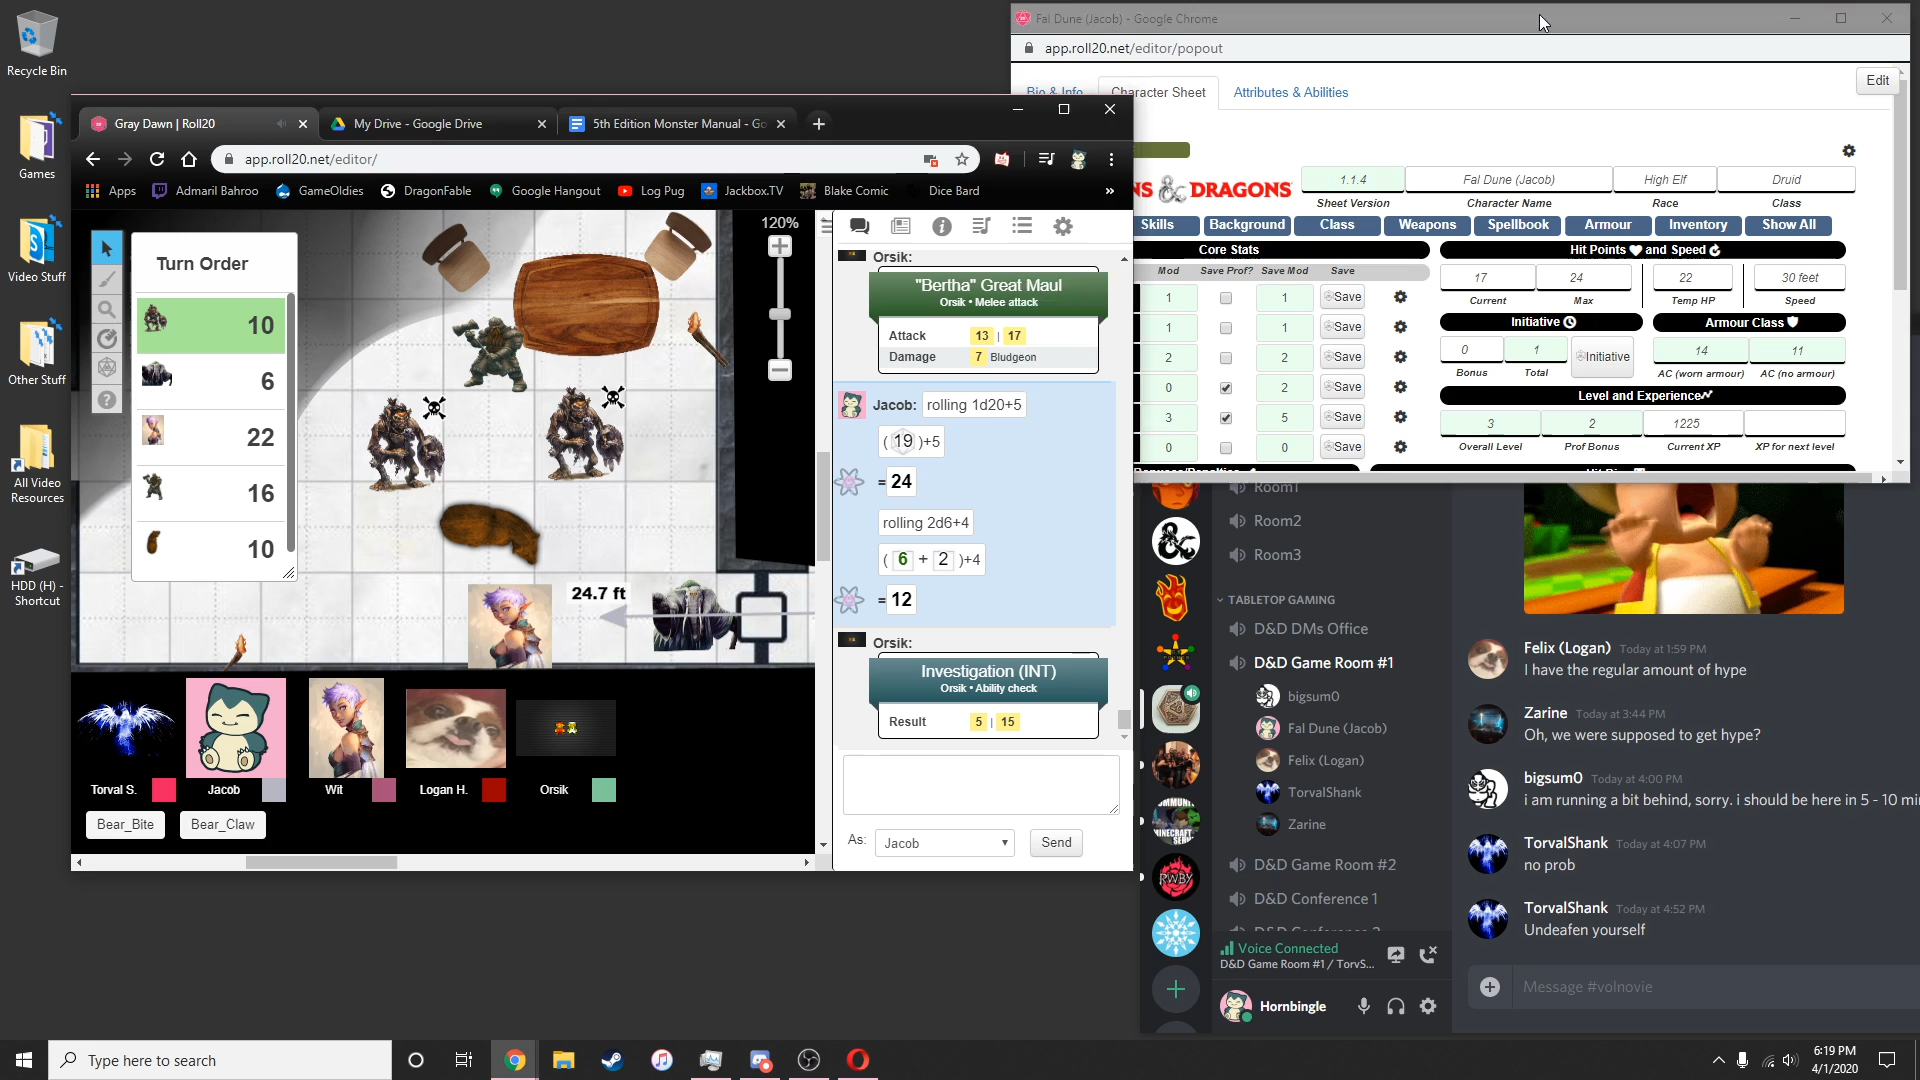 Recycle Bin
Games
Video Stuff
Other Stuff
All Video
Resources
HDD (H) -
Shortcut
Gray Dawn | Roll20
My Drive - Google Drive
5th Edition Monster Manual - Go
app.roll20.net/editor/
Apps
Admaril Bahroo
GameOldies
DragonFable
Google Hangout
Log Pug
Jackbox.TV
Blake Comic
Dice Bard
»
Turn Order
10
6
22
16
10
120%
24.7 ft
Torval S.
Jacob
Wit
Logan H.
Orsik
Bear_Bite
Bear_Claw
Orsik:
"Bertha" Great Maul
Orsik • Melee attack
Attack 13 | 17
Damage 7 Bludgeon
Jacob: rolling 1d20+5
(19)+5
=24
rolling 2d6+4
(6+2)+4
=12
Orsik:
Investigation (INT)
Orsik • Ability check
Result 5 | 15
As: Jacob Send
Fal Dune (Jacob) - Google Chrome
app.roll20.net/editor/popout
Bio & Info
Character Sheet
Attributes & Abilities
Edit
NS & DRAGONS
1.1.4 Fal Dune (Jacob) High Elf Druid
Sheet Version Character Name Race Class
Skills Background Class Weapons Spellbook Armour Inventory Show All
Core Stats
Mod Save Prof? Save Mod Save
1 1 Save
1 1 Save
2 2 Save
0 2 Save
3 5 Save
0 0 Save
Hit Points and Speed
17 24 22 30 feet
Current Max Temp HP Speed
Initiative
Armour Class
0 1 Initiative 14 11
Bonus Total AC (worn armour) AC (no armour)
Level and Experience
3 2 1225
Overall Level Prof Bonus Current XP XP for next level
Room1
Room2
Room3
TABLETOP GAMING
D&D DMs Office
D&D Game Room #1
bigsum0
Fal Dune (Jacob)
Felix (Logan)
TorvalShank
Zarine
D&D Game Room #2
D&D Conference 1
D&D Conference 2
Voice Connected
D&D Game Room #1 / TorvS...
Hornbingle
RWBY
MINECRAFT
Felix (Logan) Today at 1:59 PM
I have the regular amount of hype
Zarine Today at 3:44 PM
Oh, we were supposed to get hype?
bigsum0 Today at 4:00 PM
i am running a bit behind, sorry. i should be here in 5 - 10 mi
TorvalShank Today at 4:07 PM
no prob
TorvalShank Today at 4:52 PM
Undeafen yourself
Message #volnovie
Type here to search
6:19 PM
4/1/2020